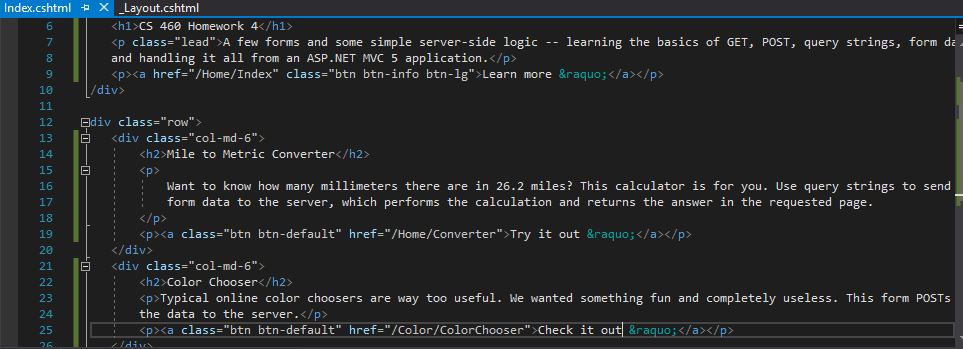 Index.cshtml _Layout.cshtml
6 <h1>CS 460 Homework 4</h1>
7 <p class="lead">A few forms and some simple server-side logic -- learning the basics of GET, POST, query strings, form da
8 and handling it all from an ASP.NET MVC 5 application.</p>
9 <p><a href="/Home/Index" class="btn btn-info btn-lg">Learn more &raquo;</a></p>
10 /div>
11
12 div class="row">
13 <div class="col-md-6">
14 <h2>Mile to Metric Converter</h2>
15 <p>
16 Want to know how many millimeters there are in 26.2 miles? This calculator is for you. Use query strings to send
17 form data to the server, which performs the calculation and returns the answer in the requested page.
18 </p>
19 <p><a class="btn btn-default" href="/Home/Converter">Try it out &raquo;</a></p>
20 </div>
21 <div class="col-md-6">
22 <h2>Color Chooser</h2>
23 <p>Typical online color choosers are way too useful. We wanted something fun and completely useless. This form POSTs
24 the data to the server.</p>
25 <p><a class="btn btn-default" href="/Color/ColorChooser">Check it out &raquo;</a></p>
26 </div>